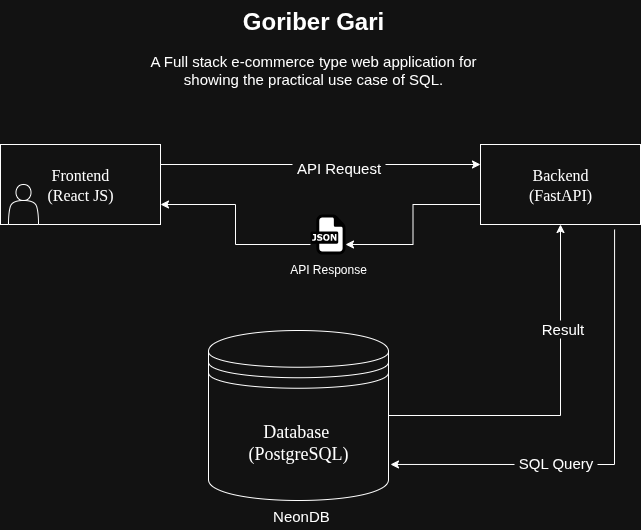 Goriber Gari
A Full stack e-commerce type web application for
showing the practical use case of SQL.
Frontend
(React JS)
API Request
Backend
(FastAPI)
JSON
API Response
Result
Database
(PostgreSQL)
SQL Query
NeonDB